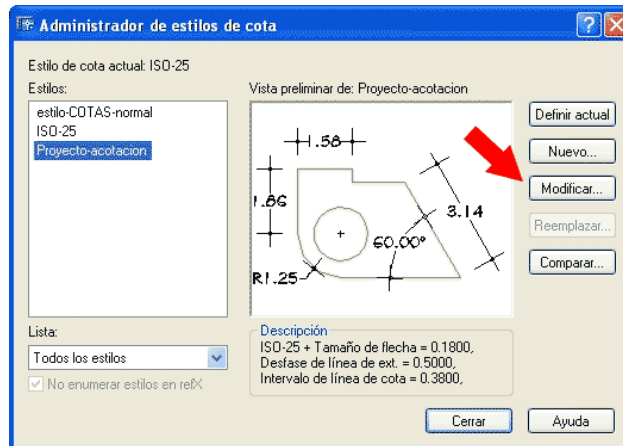 Administrador de estilos de cota
Estilo de cota actual: ISO-25
Estilos:
estilo-COTAS-normal
ISO-25
Proyecto-acotacion
Vista preliminar de: Proyecto-acotacion
1.58
1.86
3.14
60.00°
R1.25
Definir actual
Nuevo...
Modificar...
Reemplazar...
Comparar...
Lista:
Todos los estilos
No enumerar estilos en refX
Descripción
ISO-25 + Tamaño de flecha = 0.1800,
Desfase de línea de ext. = 0.5000,
Intervalo de línea de cota = 0.3800,
Cerrar
Ayuda